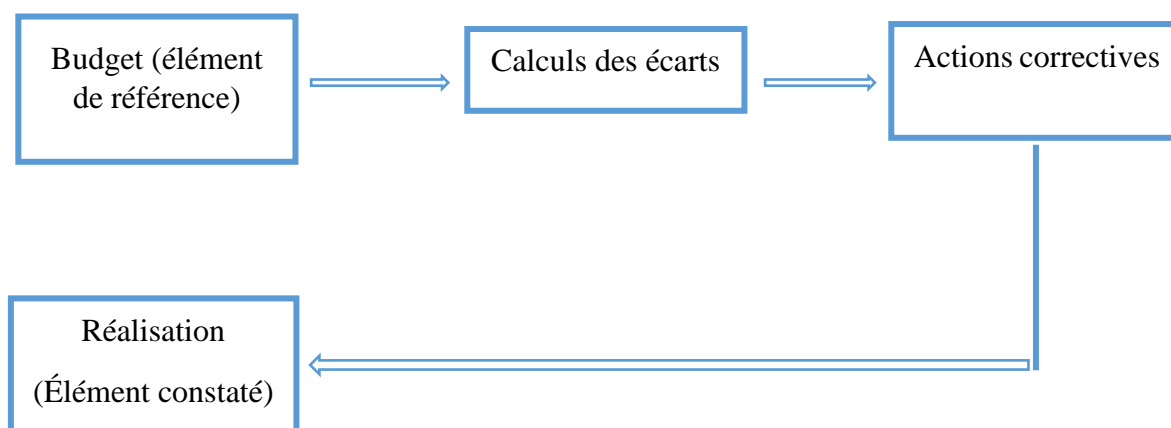 Budget (élément
de référence)
Calculs des écarts
Actions correctives
Réalisation
(Élément constaté)